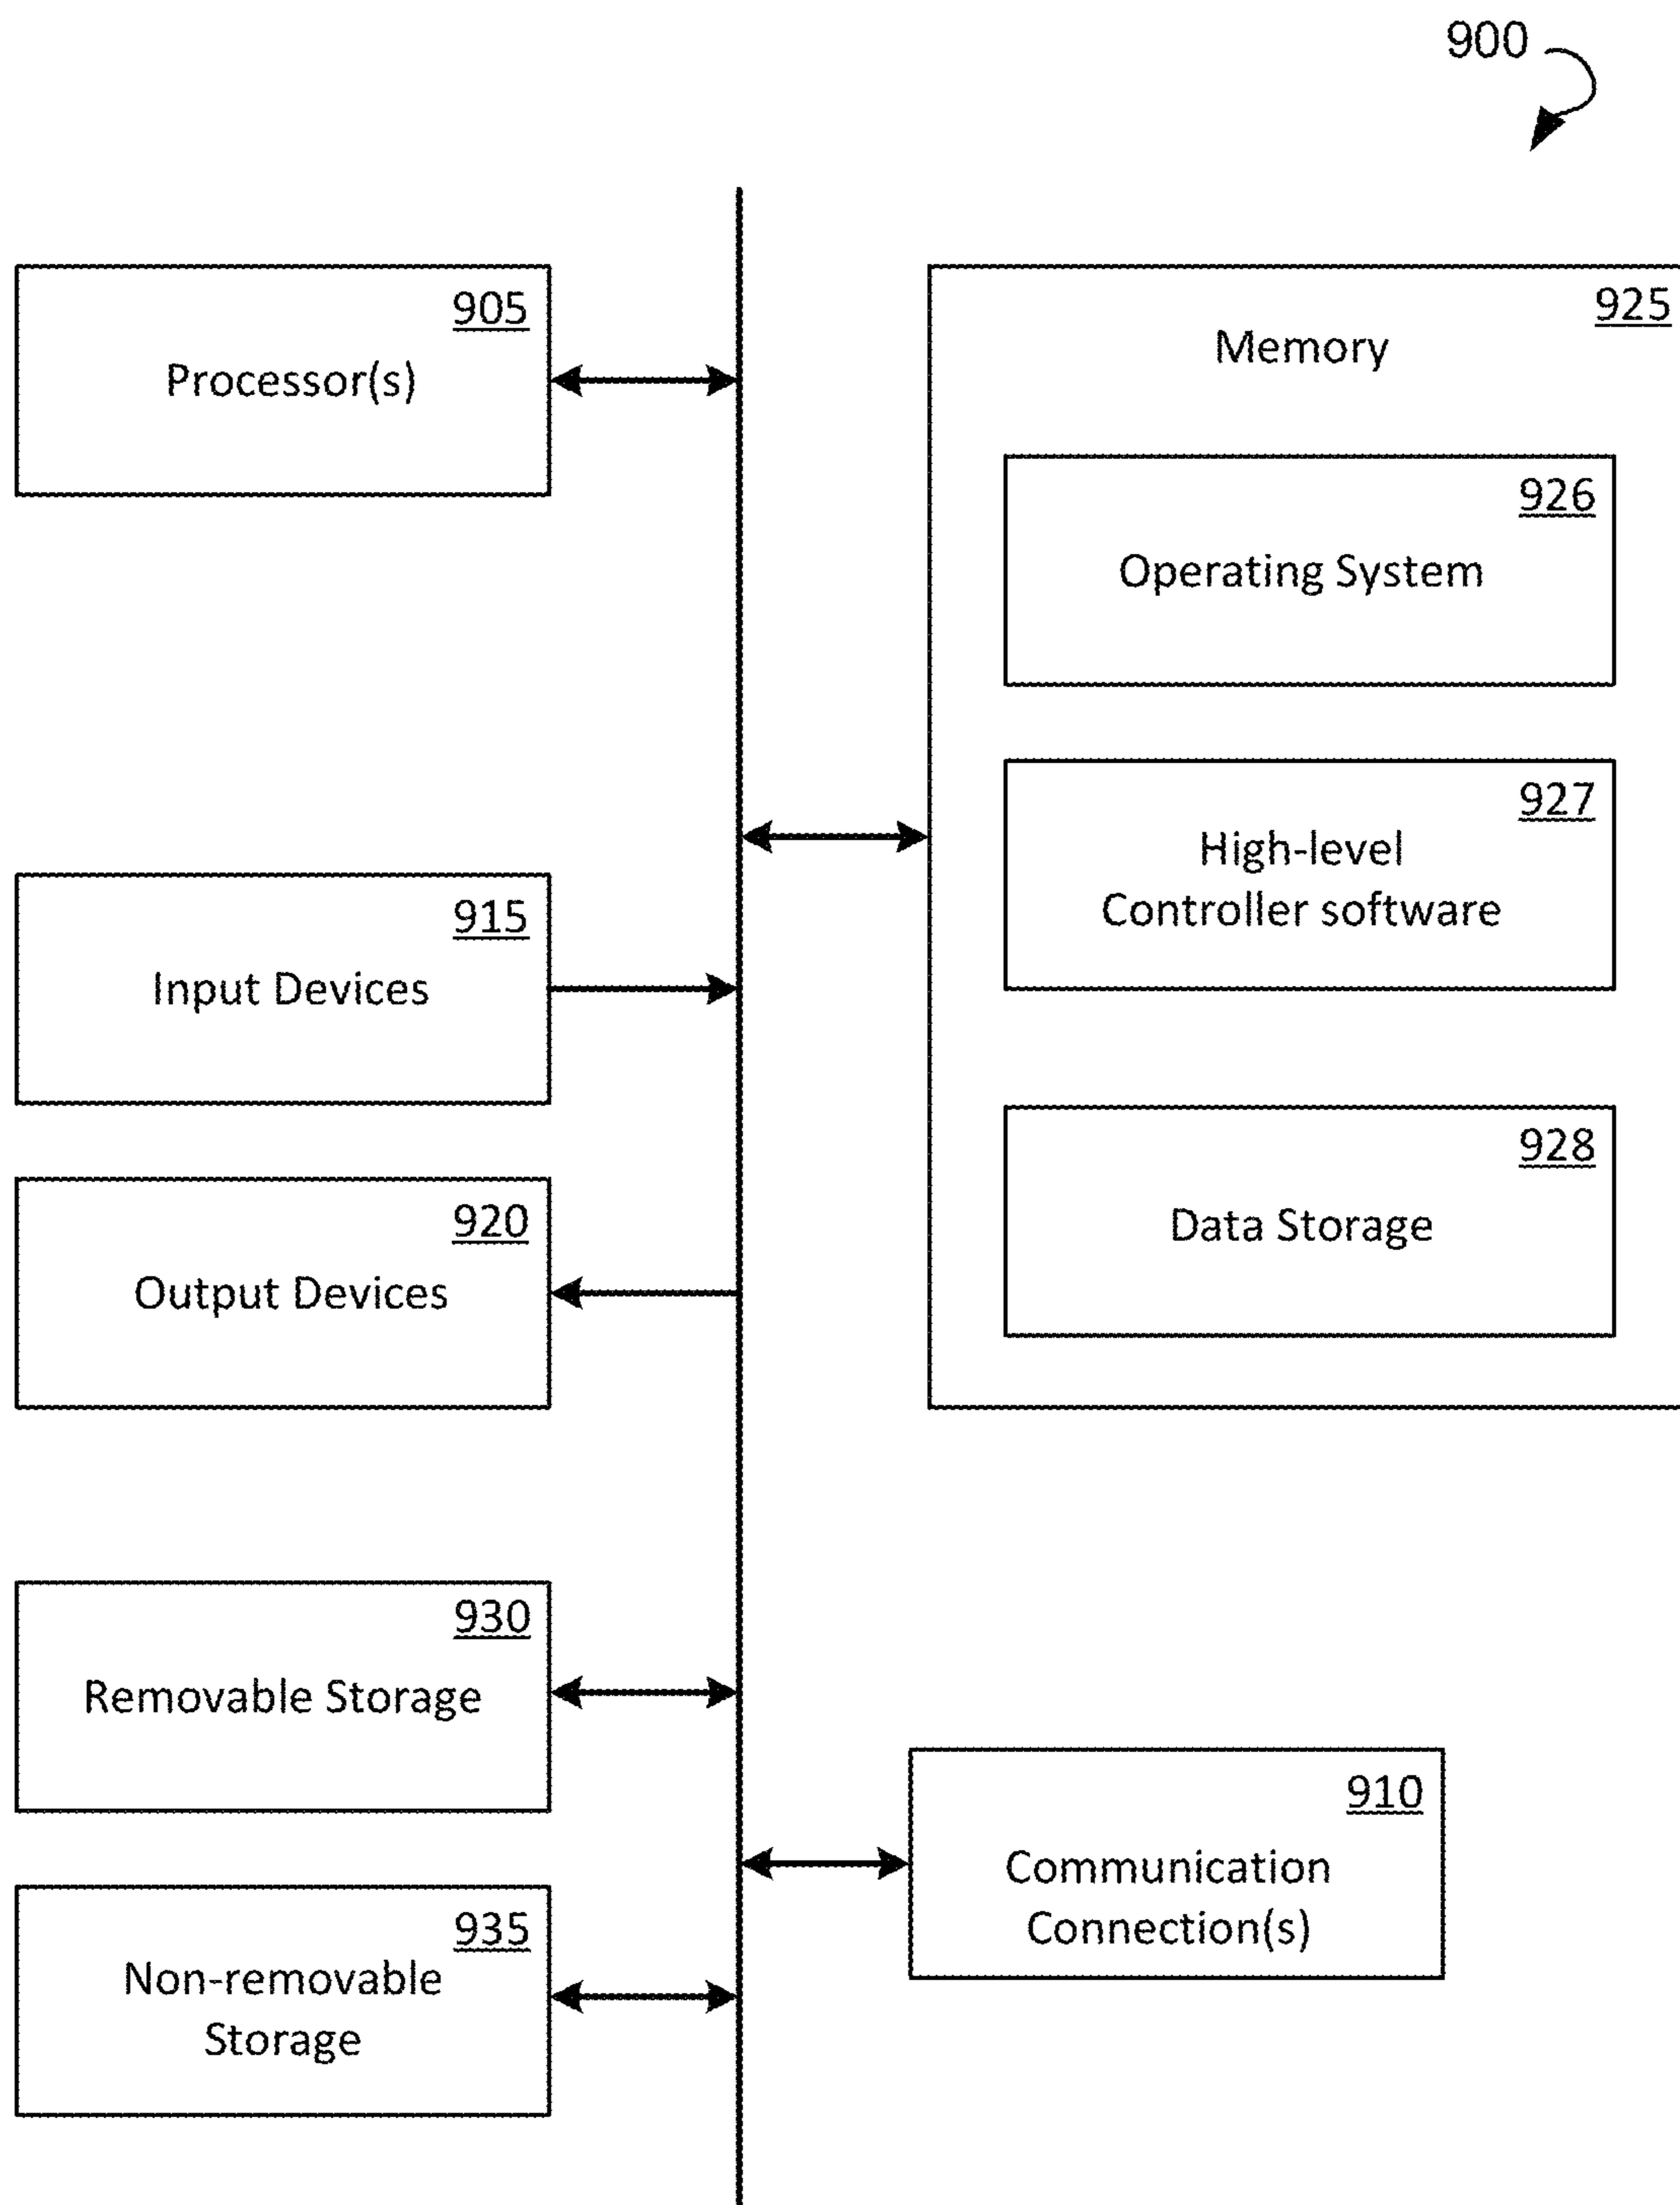 900
905
Processor(s)
925
Memory
926
Operating System
927
High-level
Controller software
915
Input Devices
928
Data Storage
920
Output Devices
930
Removable Storage
910
Communication
Connection(s)
935
Non-removable
Storage